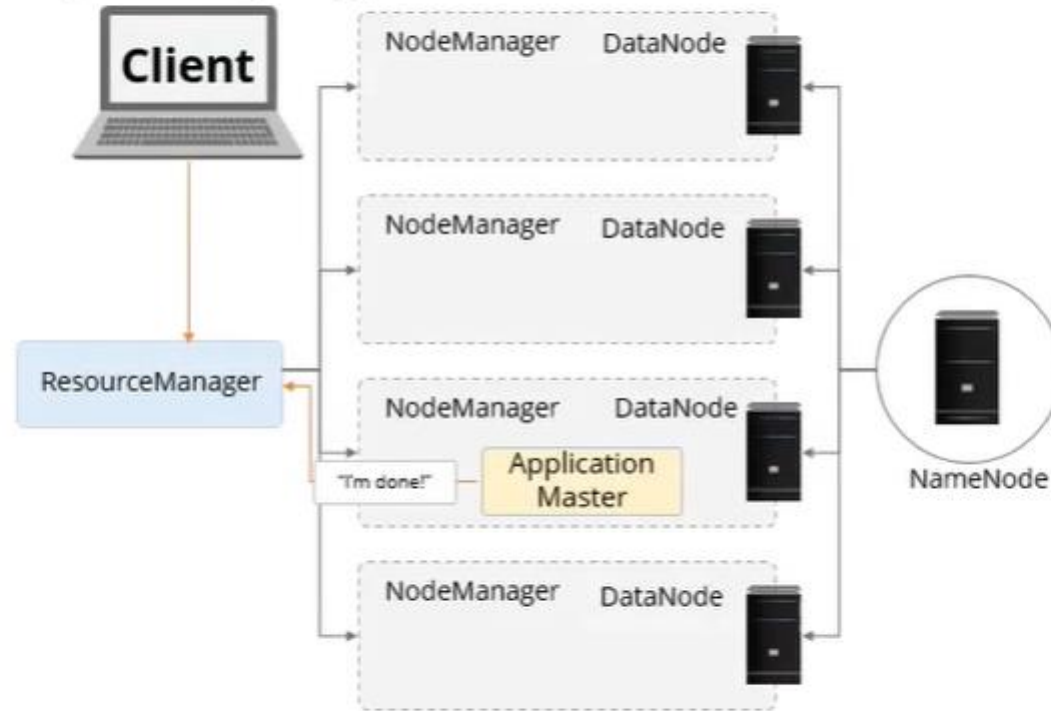 Client
NodeManager DataNode
NodeManager DataNode
ResourceManager
NodeManager DataNode
"I'm done!"
Application
Master
NameNode
NodeManager DataNode